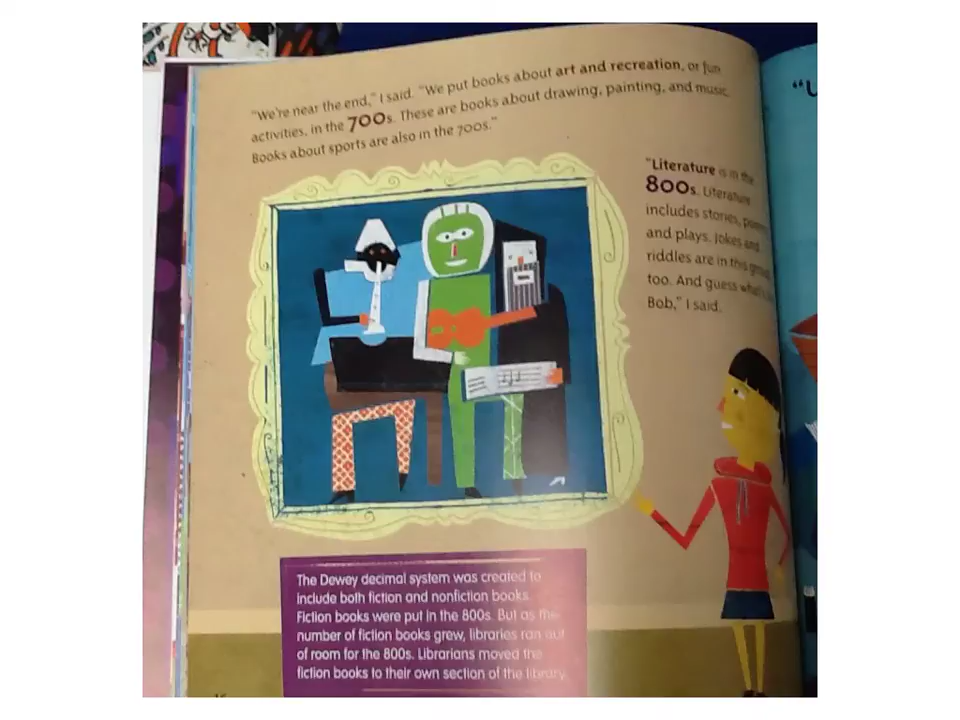 "We're near the end," I said. "We put books about art and recreation, or fun
activities, in the 700s. These are books about drawing, painting, and music.
Books about sports are also in the 700s."
"Literature is in the
800s. Literature
includes stories, poems
and plays. Jokes and
riddles are in this group
too. And guess what's
Bob," I said.
The Dewey decimal system was created to
include both fiction and nonfiction books.
Fiction books were put in the 800s. But as the
number of fiction books grew, libraries ran out
of room for the 800s. Librarians moved the
fiction books to their own section of the library.